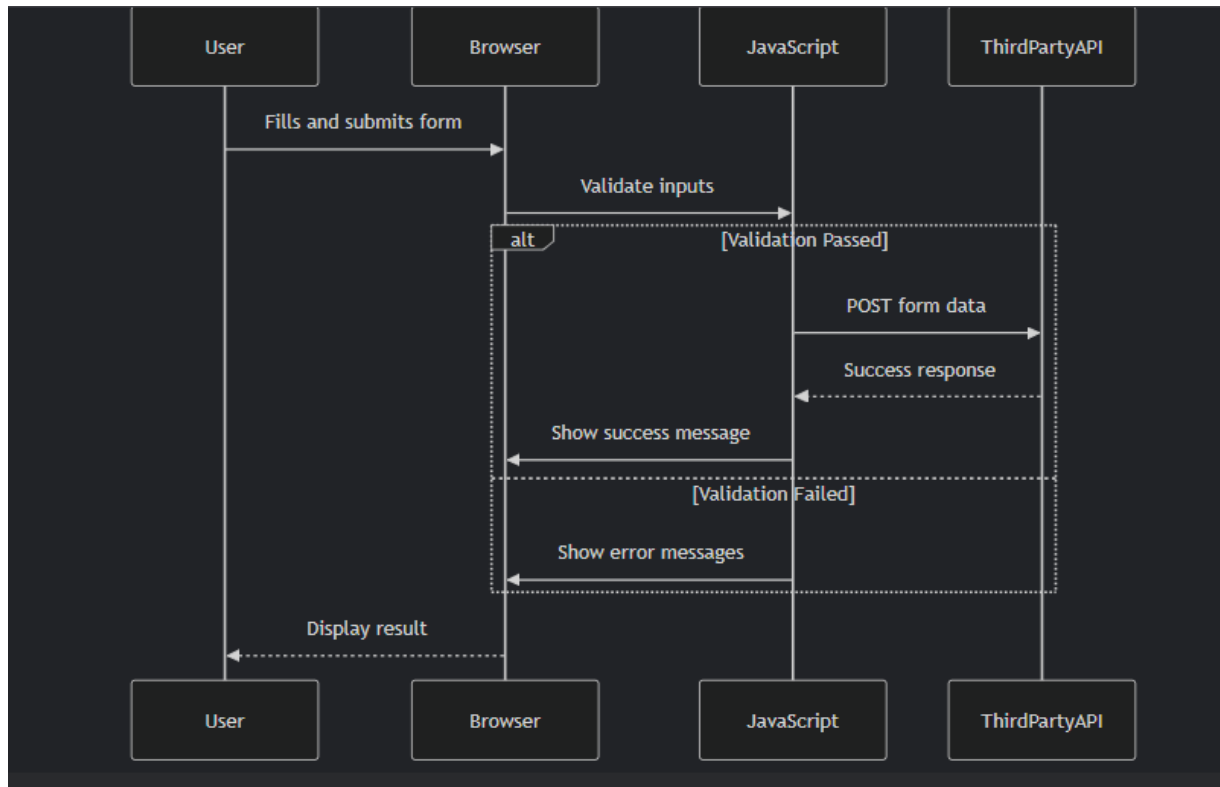 User
Browser
JavaScript
ThirdPartyAPI
Fills and submits form
Validate inputs
alt
[Validation Passed]
POST form data
Success response
Show success message
[Validation Failed]
Show error messages
Display result
User
Browser
JavaScript
ThirdPartyAPI